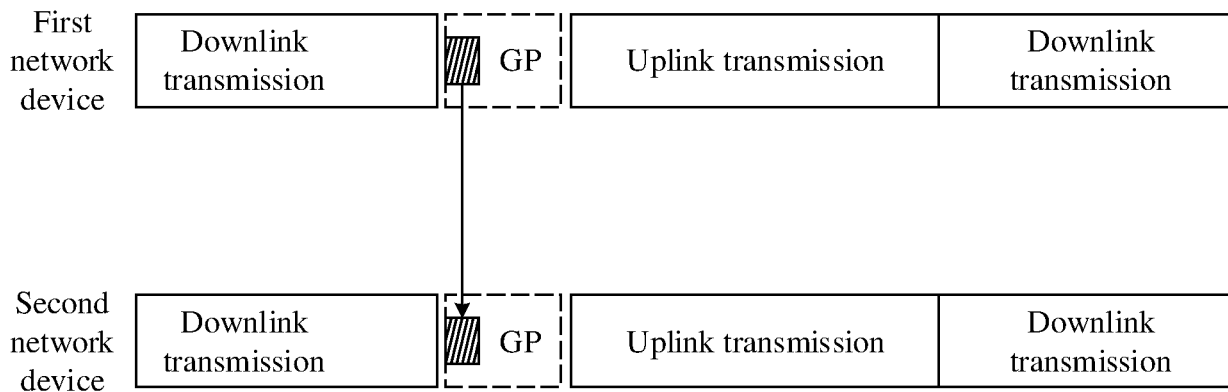 First
network
device
Downlink
transmission
GP
Uplink transmission
Downlink
transmission
Second
network
device
Downlink
transmission
GP
Uplink transmission
Downlink
transmission